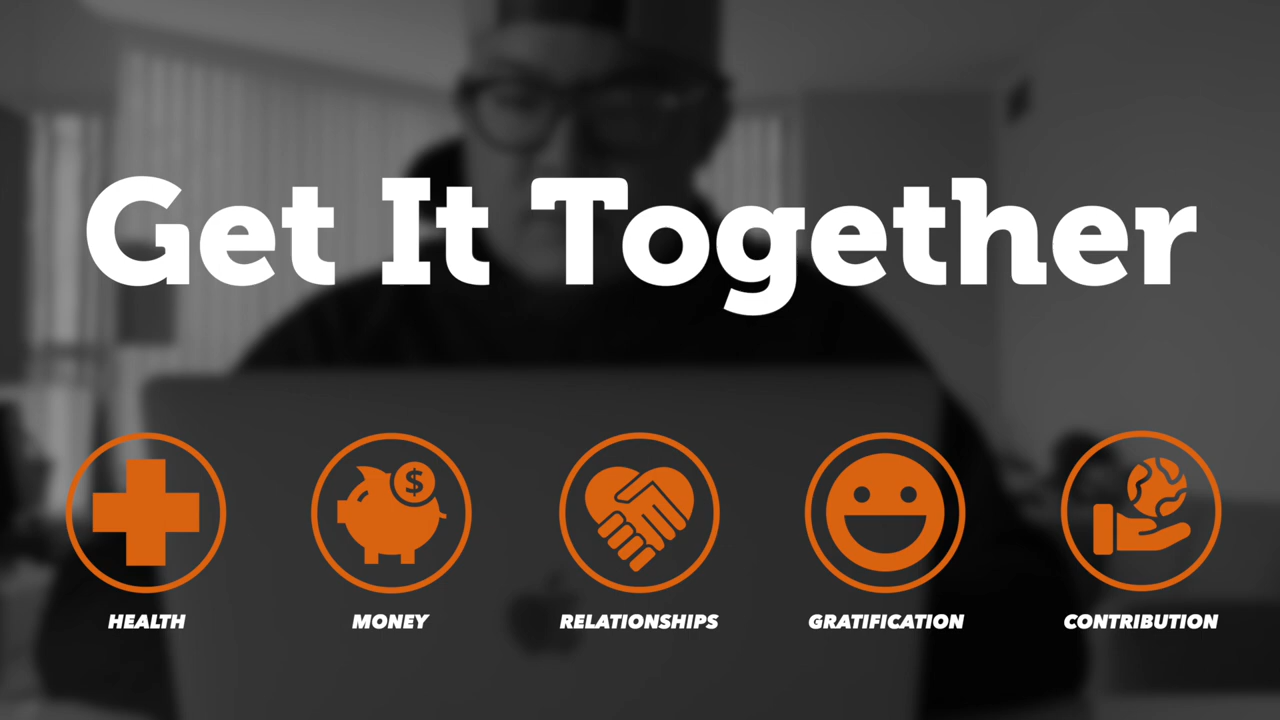 Get It Together
$
HEALTH
MONEY
RELATIONSHIPS
GRATIFICATION
CONTRIBUTION